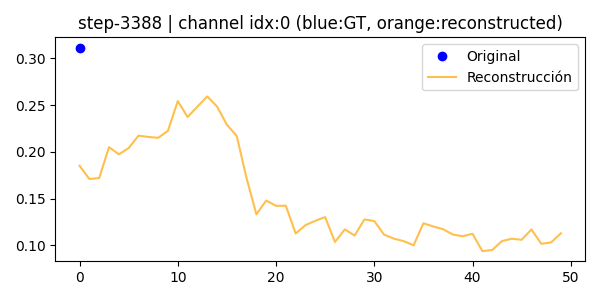 step-3388 | channel idx:0 (blue:GT, orange:reconstructed)
0.30
0.25
0.20
0.15
0.10
Original
Reconstrucción
0 10 20 30 40 50